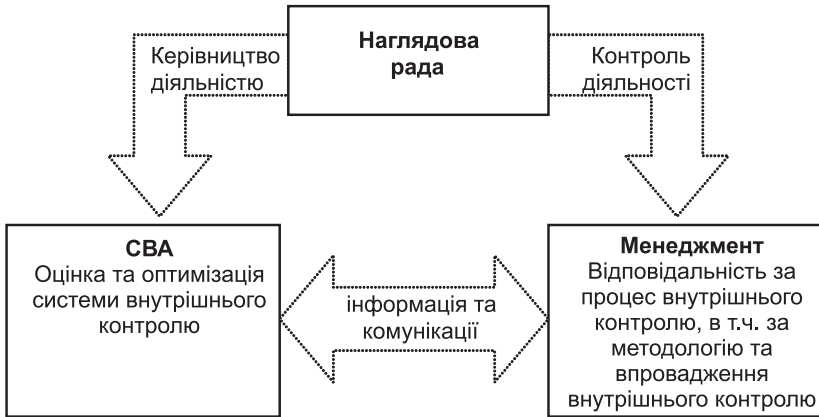 Наглядова
рада
Керівництво
діяльністю
Контроль
діяльності
СВА
Оцінка та оптимізація
системи внутрішнього
контролю
інформація та
комунікації
Менеджмент
Відповідальність за
процес внутрішнього
контролю, в т.ч. за
методологію та
впровадження
внутрішнього контролю